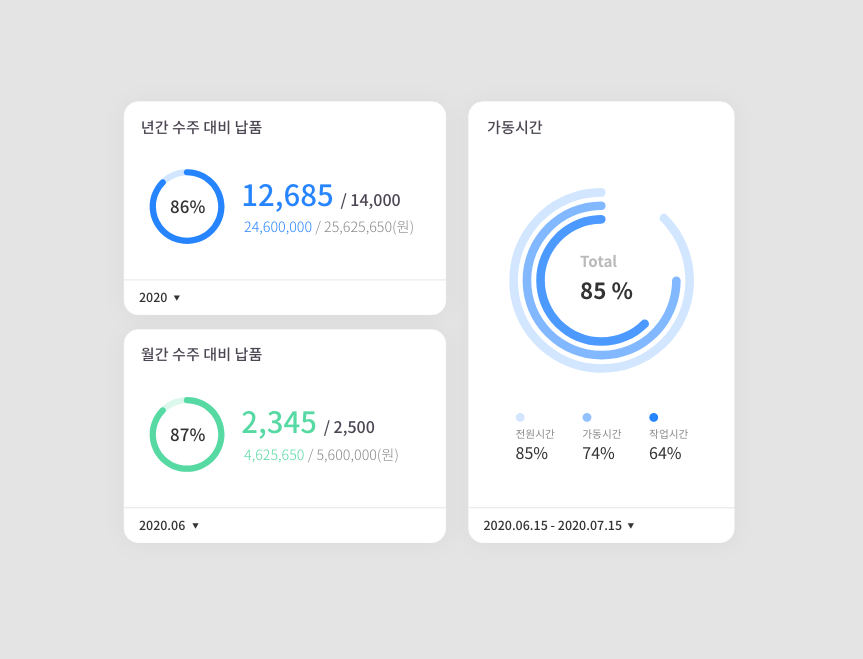 년간 수주 대비 납품
86%
12,685 / 14,000
24,600,000 / 25,625,650(원)
2020 ▼
월간 수주 대비 납품
87%
2,345 / 2,500
4,625,650 / 5,600,000(원)
2020.06 ▼
가동시간
Total
85 %
전원시간 가동시간 작업시간
85% 74% 64%
2020.06.15 - 2020.07.15 ▼